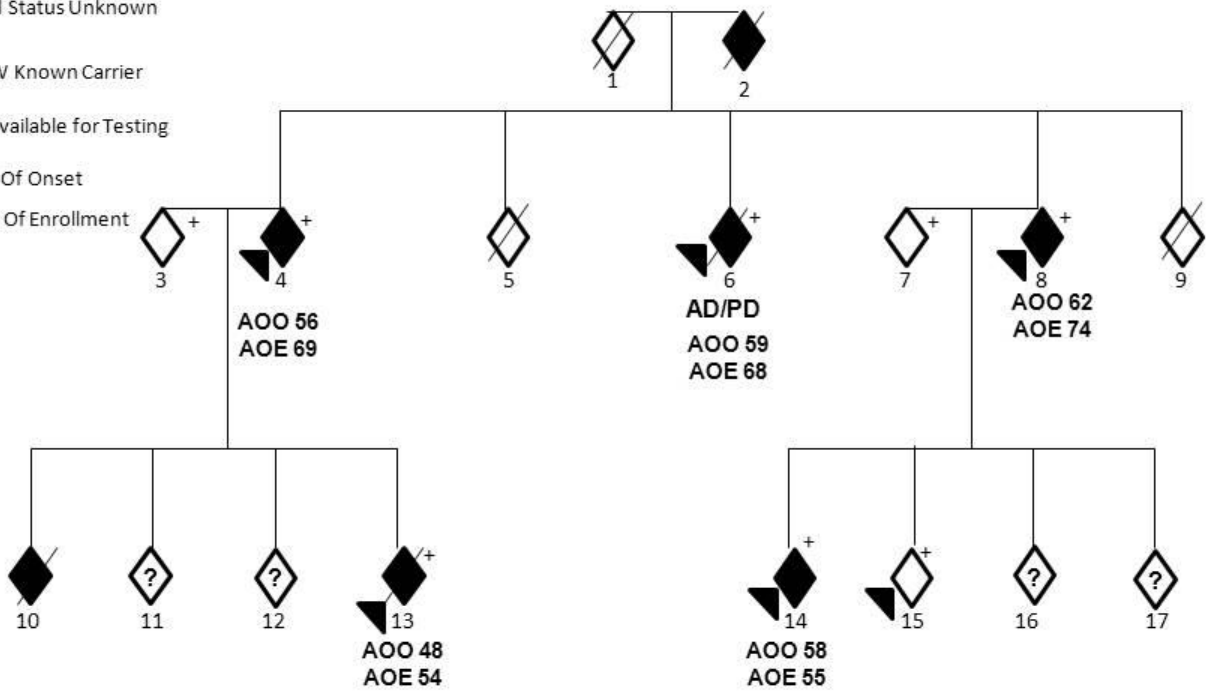 Status Unknown
1
2
Known Carrier
vailable for Testing
Of Onset
Of Enrollment
+
+
+
+
+
3
4
5
6
7
8
9
AOO 56
AOE 69
AD/PD
AOO 59
AOE 68
AOO 62
AOE 74
?
?
+
+
+
?
?
10
11
12
13
14
15
16
17
AOO 48
AOE 54
AOO 58
AOE 55